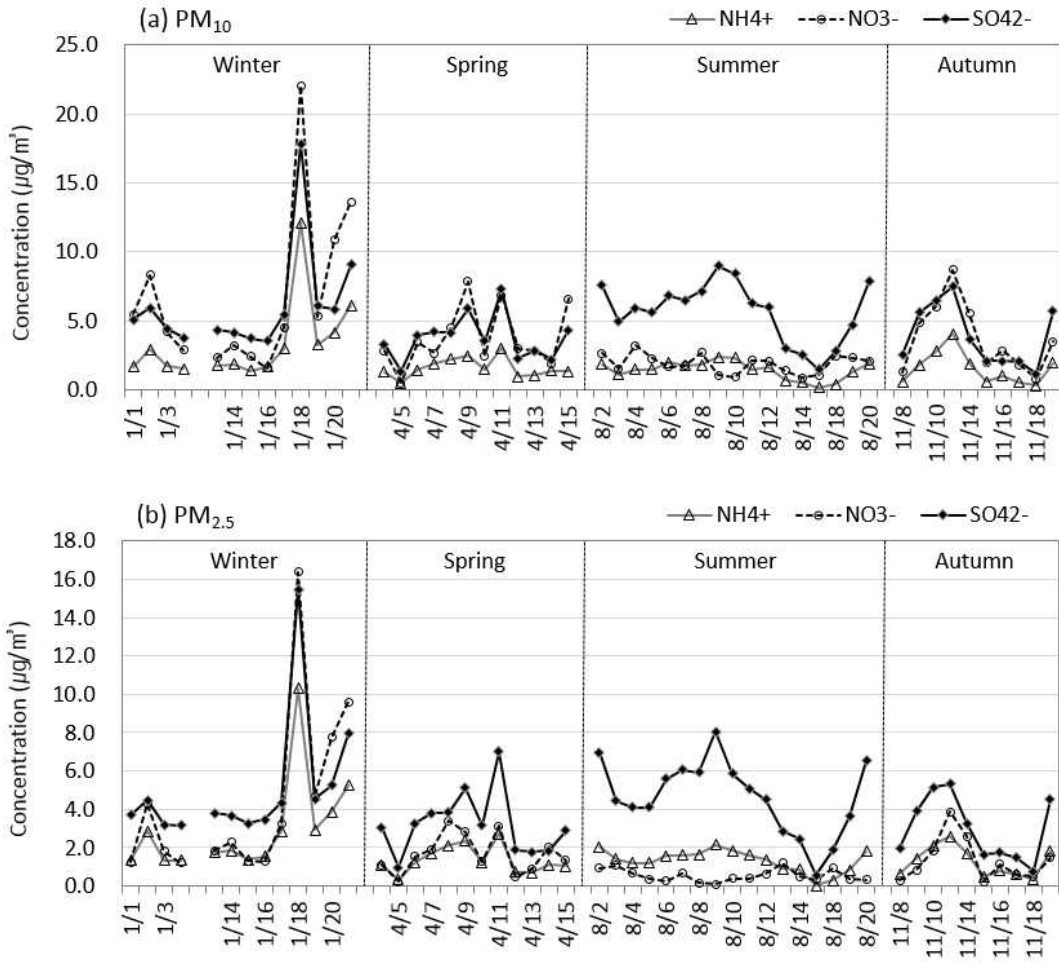 (a) PM10
NH4+ NO3- SO42-
Concentration (µg/m³)
25.0
20.0
15.0
10.0
5.0
0.0
Winter Spring Summer Autumn
1/1 1/3 1/14 1/16 1/18 1/20 4/5 4/7 4/9 4/11 4/13 4/15 8/2 8/4 8/6 8/8 8/10 8/12 8/14 8/16 8/18 8/20 11/8 11/10 11/12 11/14 11/16 11/18
(b) PM2.5
NH4+ NO3- SO42-
Concentration (µg/m³)
18.0
16.0
14.0
12.0
10.0
8.0
6.0
4.0
2.0
0.0
Winter Spring Summer Autumn
1/1 1/3 1/14 1/16 1/18 1/20 4/5 4/7 4/9 4/11 4/13 4/15 8/2 8/4 8/6 8/8 8/10 8/12 8/14 8/16 8/18 8/20 11/8 11/10 11/12 11/14 11/16 11/18